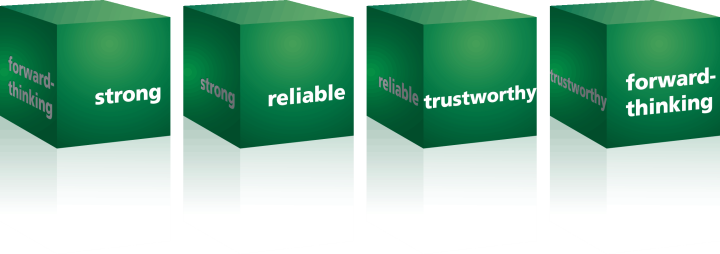 forward-
thinking
strong
strong
reliable
reliable
trustworthy
trustworthy
forward-
thinking